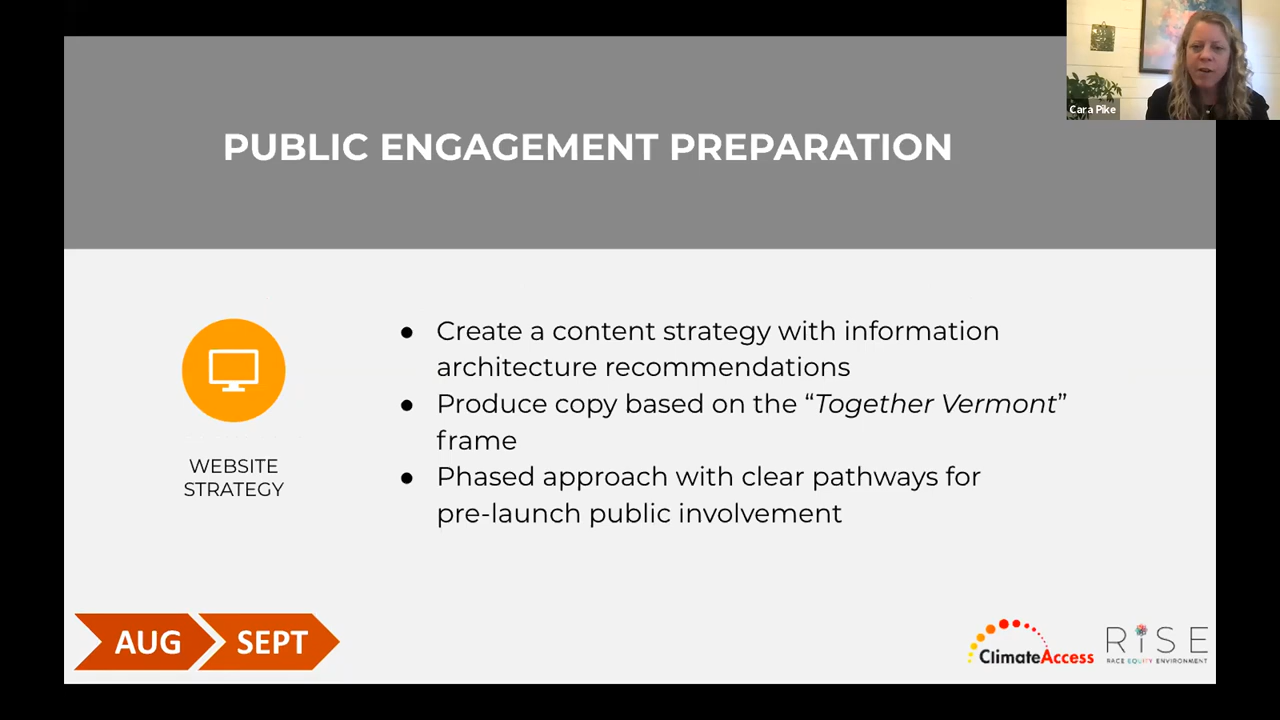 Cara Pike
PUBLIC ENGAGEMENT PREPARATION
● Create a content strategy with information
architecture recommendations
● Produce copy based on the “Together Vermont”
frame
● Phased approach with clear pathways for
pre-launch public involvement
WEBSITE
STRATEGY
AUG
SEPT
ClimateAccess
RISE
RACE EQUITY ENVIRONMENT